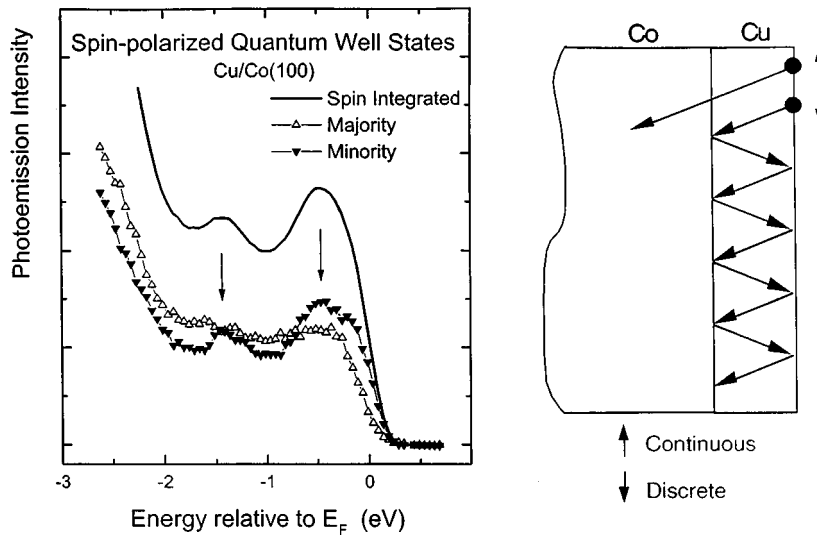 Spin-polarized Quantum Well States
Cu/Co(100)
Spin Integrated
Majority
Minority
Photoemission Intensity
-3
-2
-1
0
Energy relative to E_F (eV)
Co
Cu
Continuous
Discrete